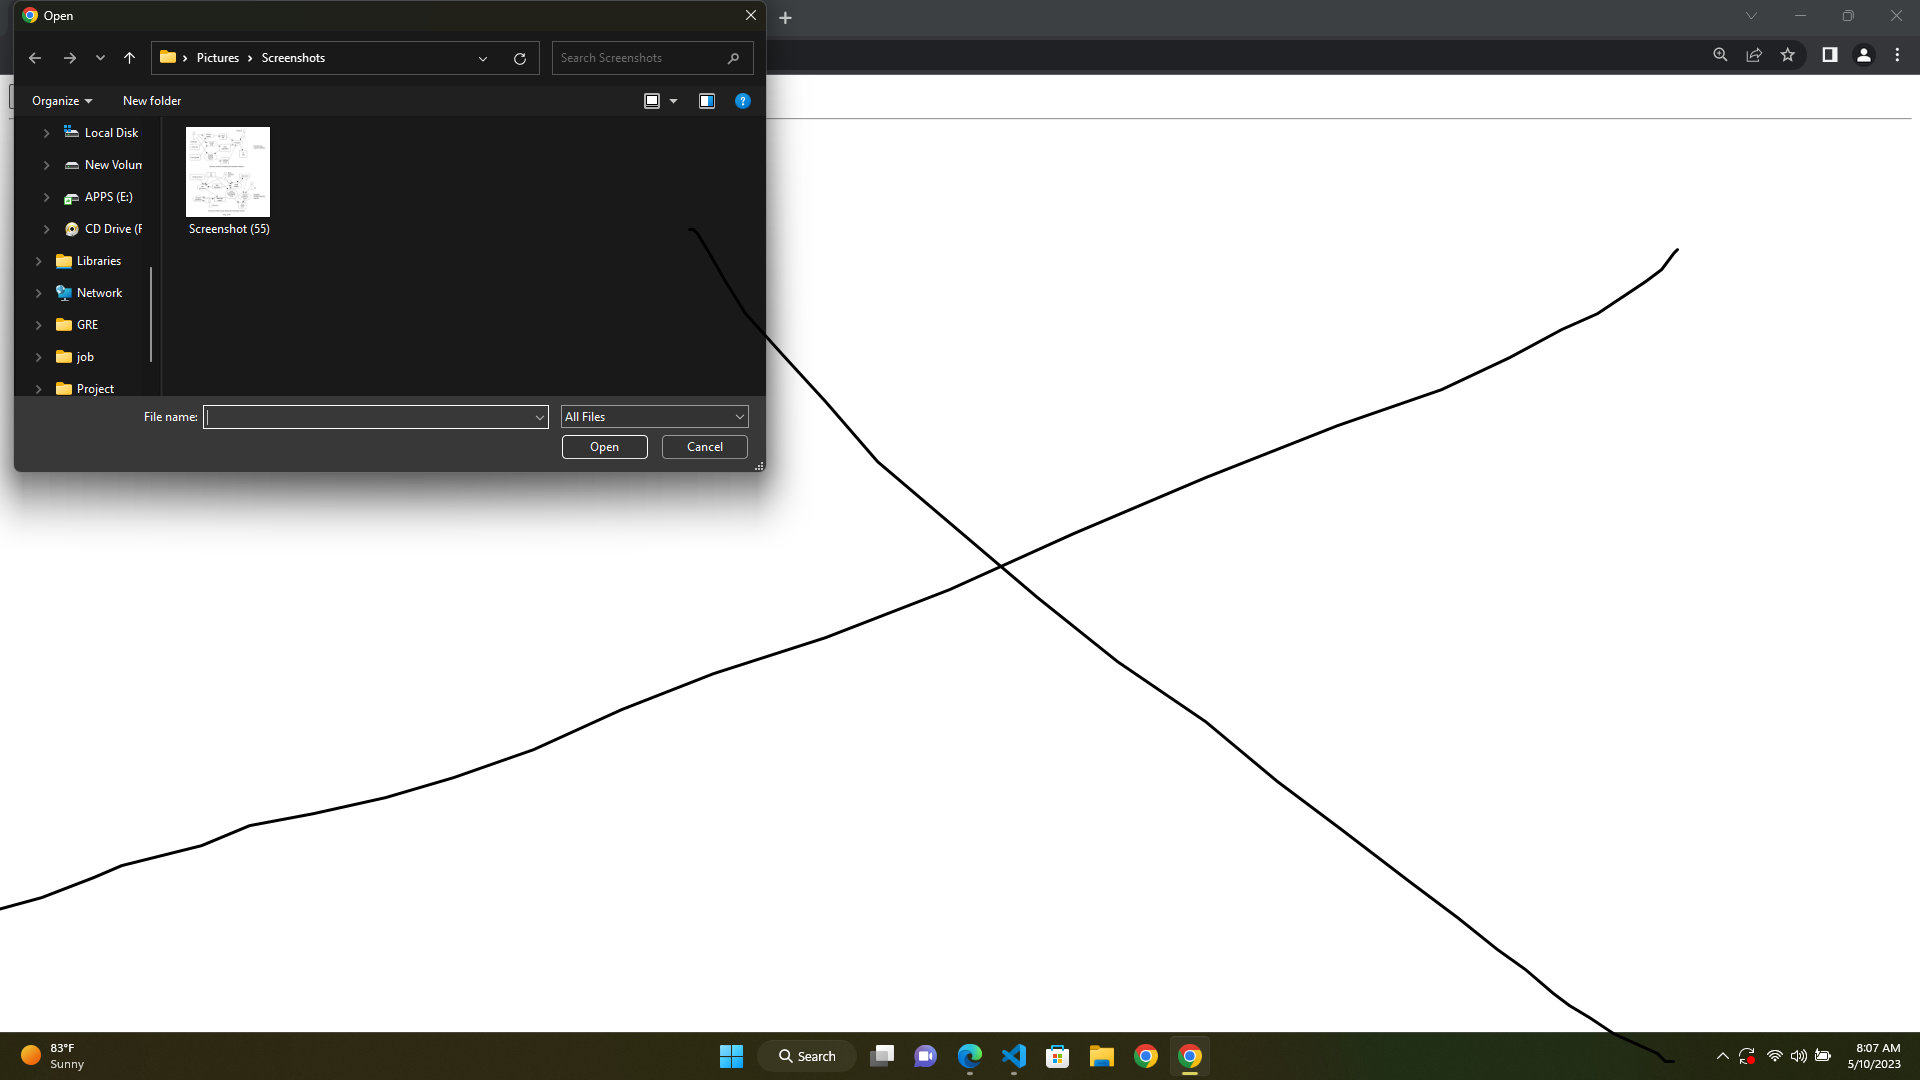 Open
Pictures
Screenshots
Search Screenshots
Organize
New folder
?
Local Disk
New Volum
APPS (E:)
CD Drive (F
Libraries
Network
GRE
job
Project
Screenshot (55)
File name:
All Files
Open
Cancel
83°F
Sunny
Search
8:07 AM
5/10/2023